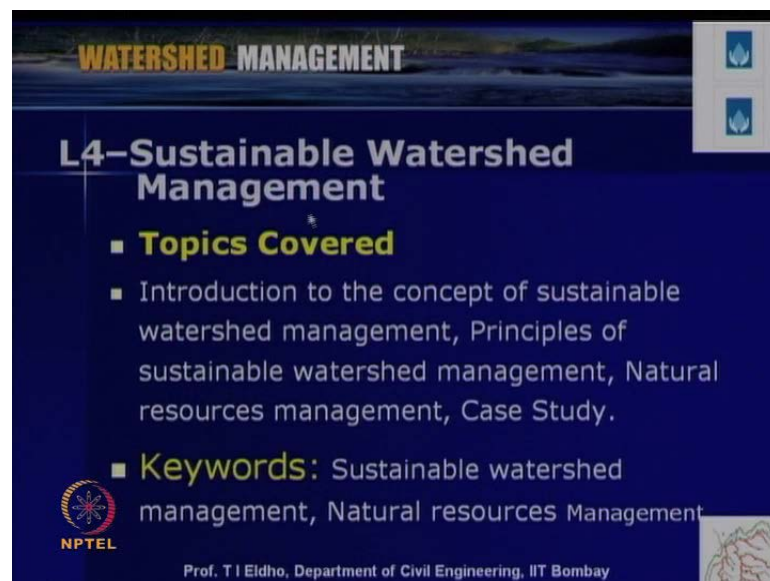 WATERSHED MANAGEMENT
L4–Sustainable Watershed
Management
▪ Topics Covered
▪ Introduction to the concept of sustainable
watershed management, Principles of
sustainable watershed management, Natural
resources management, Case Study.
▪ Keywords: Sustainable watershed
management, Natural resources Management
NPTEL
Prof. T I Eldho, Department of Civil Engineering, IIT Bombay